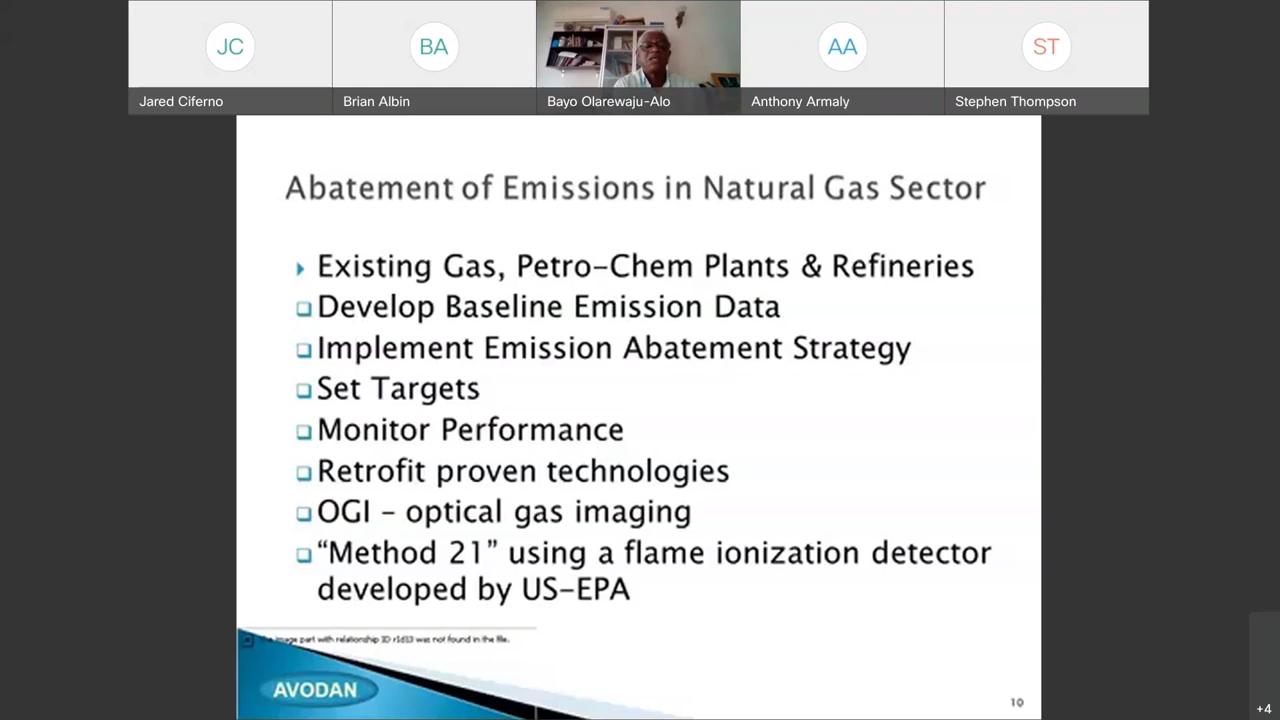 JC
BA
AA
ST
Jared Ciferno
Brian Albin
Bayo Olarewaju-Alo
Anthony Armaly
Stephen Thompson
Abatement of Emissions in Natural Gas Sector
Existing Gas, Petro-Chem Plants & Refineries
Develop Baseline Emission Data
Implement Emission Abatement Strategy
Set Targets
Monitor Performance
Retrofit proven technologies
OGI – optical gas imaging
“Method 21” using a flame ionization detector
developed by US-EPA
The image part with relationship ID rId13 was not found in the file.
AVODAN
10
+4